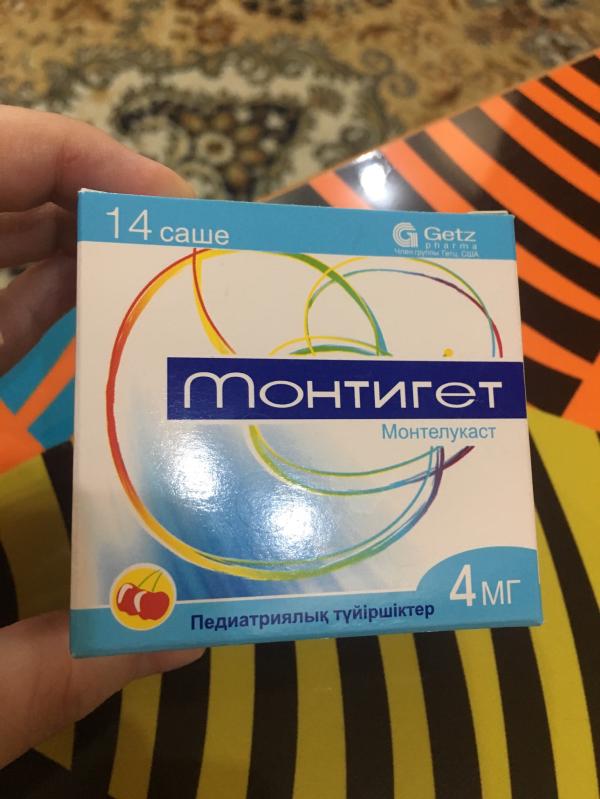 14 саше
Getz
pharma
Член группы Гетц, США
Монтигет
Монтелукаст
4 мг
Педиатриялық түйіршіктер